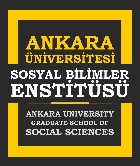 ANKARA
ÜNİVERSİTESİ
SOSYAL BİLİMLER
ENSTİTÜSÜ
ANKARA UNIVERSITY
GRADUATE SCHOOL OF
SOCIAL SCIENCES